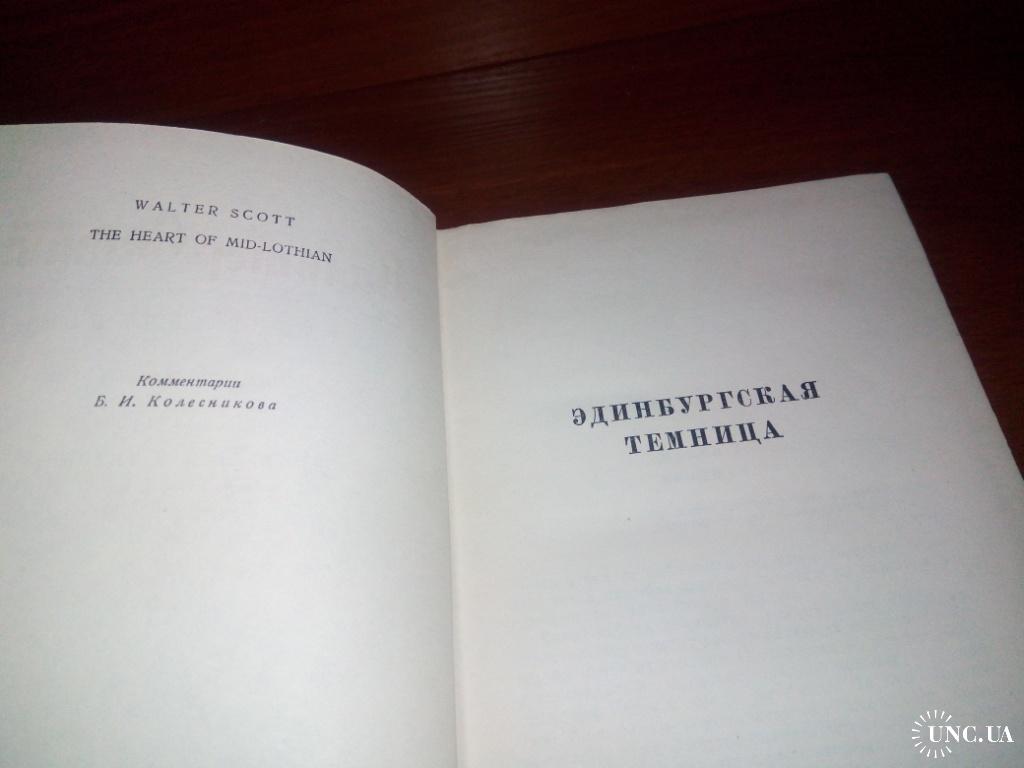 WALTER SCOTT
THE HEART OF MID-LOTHIAN
Комментарии
Б. И. Колесникова
ЭДИНБУРГСКАЯ
ТЕМНИЦА
UNC.UA